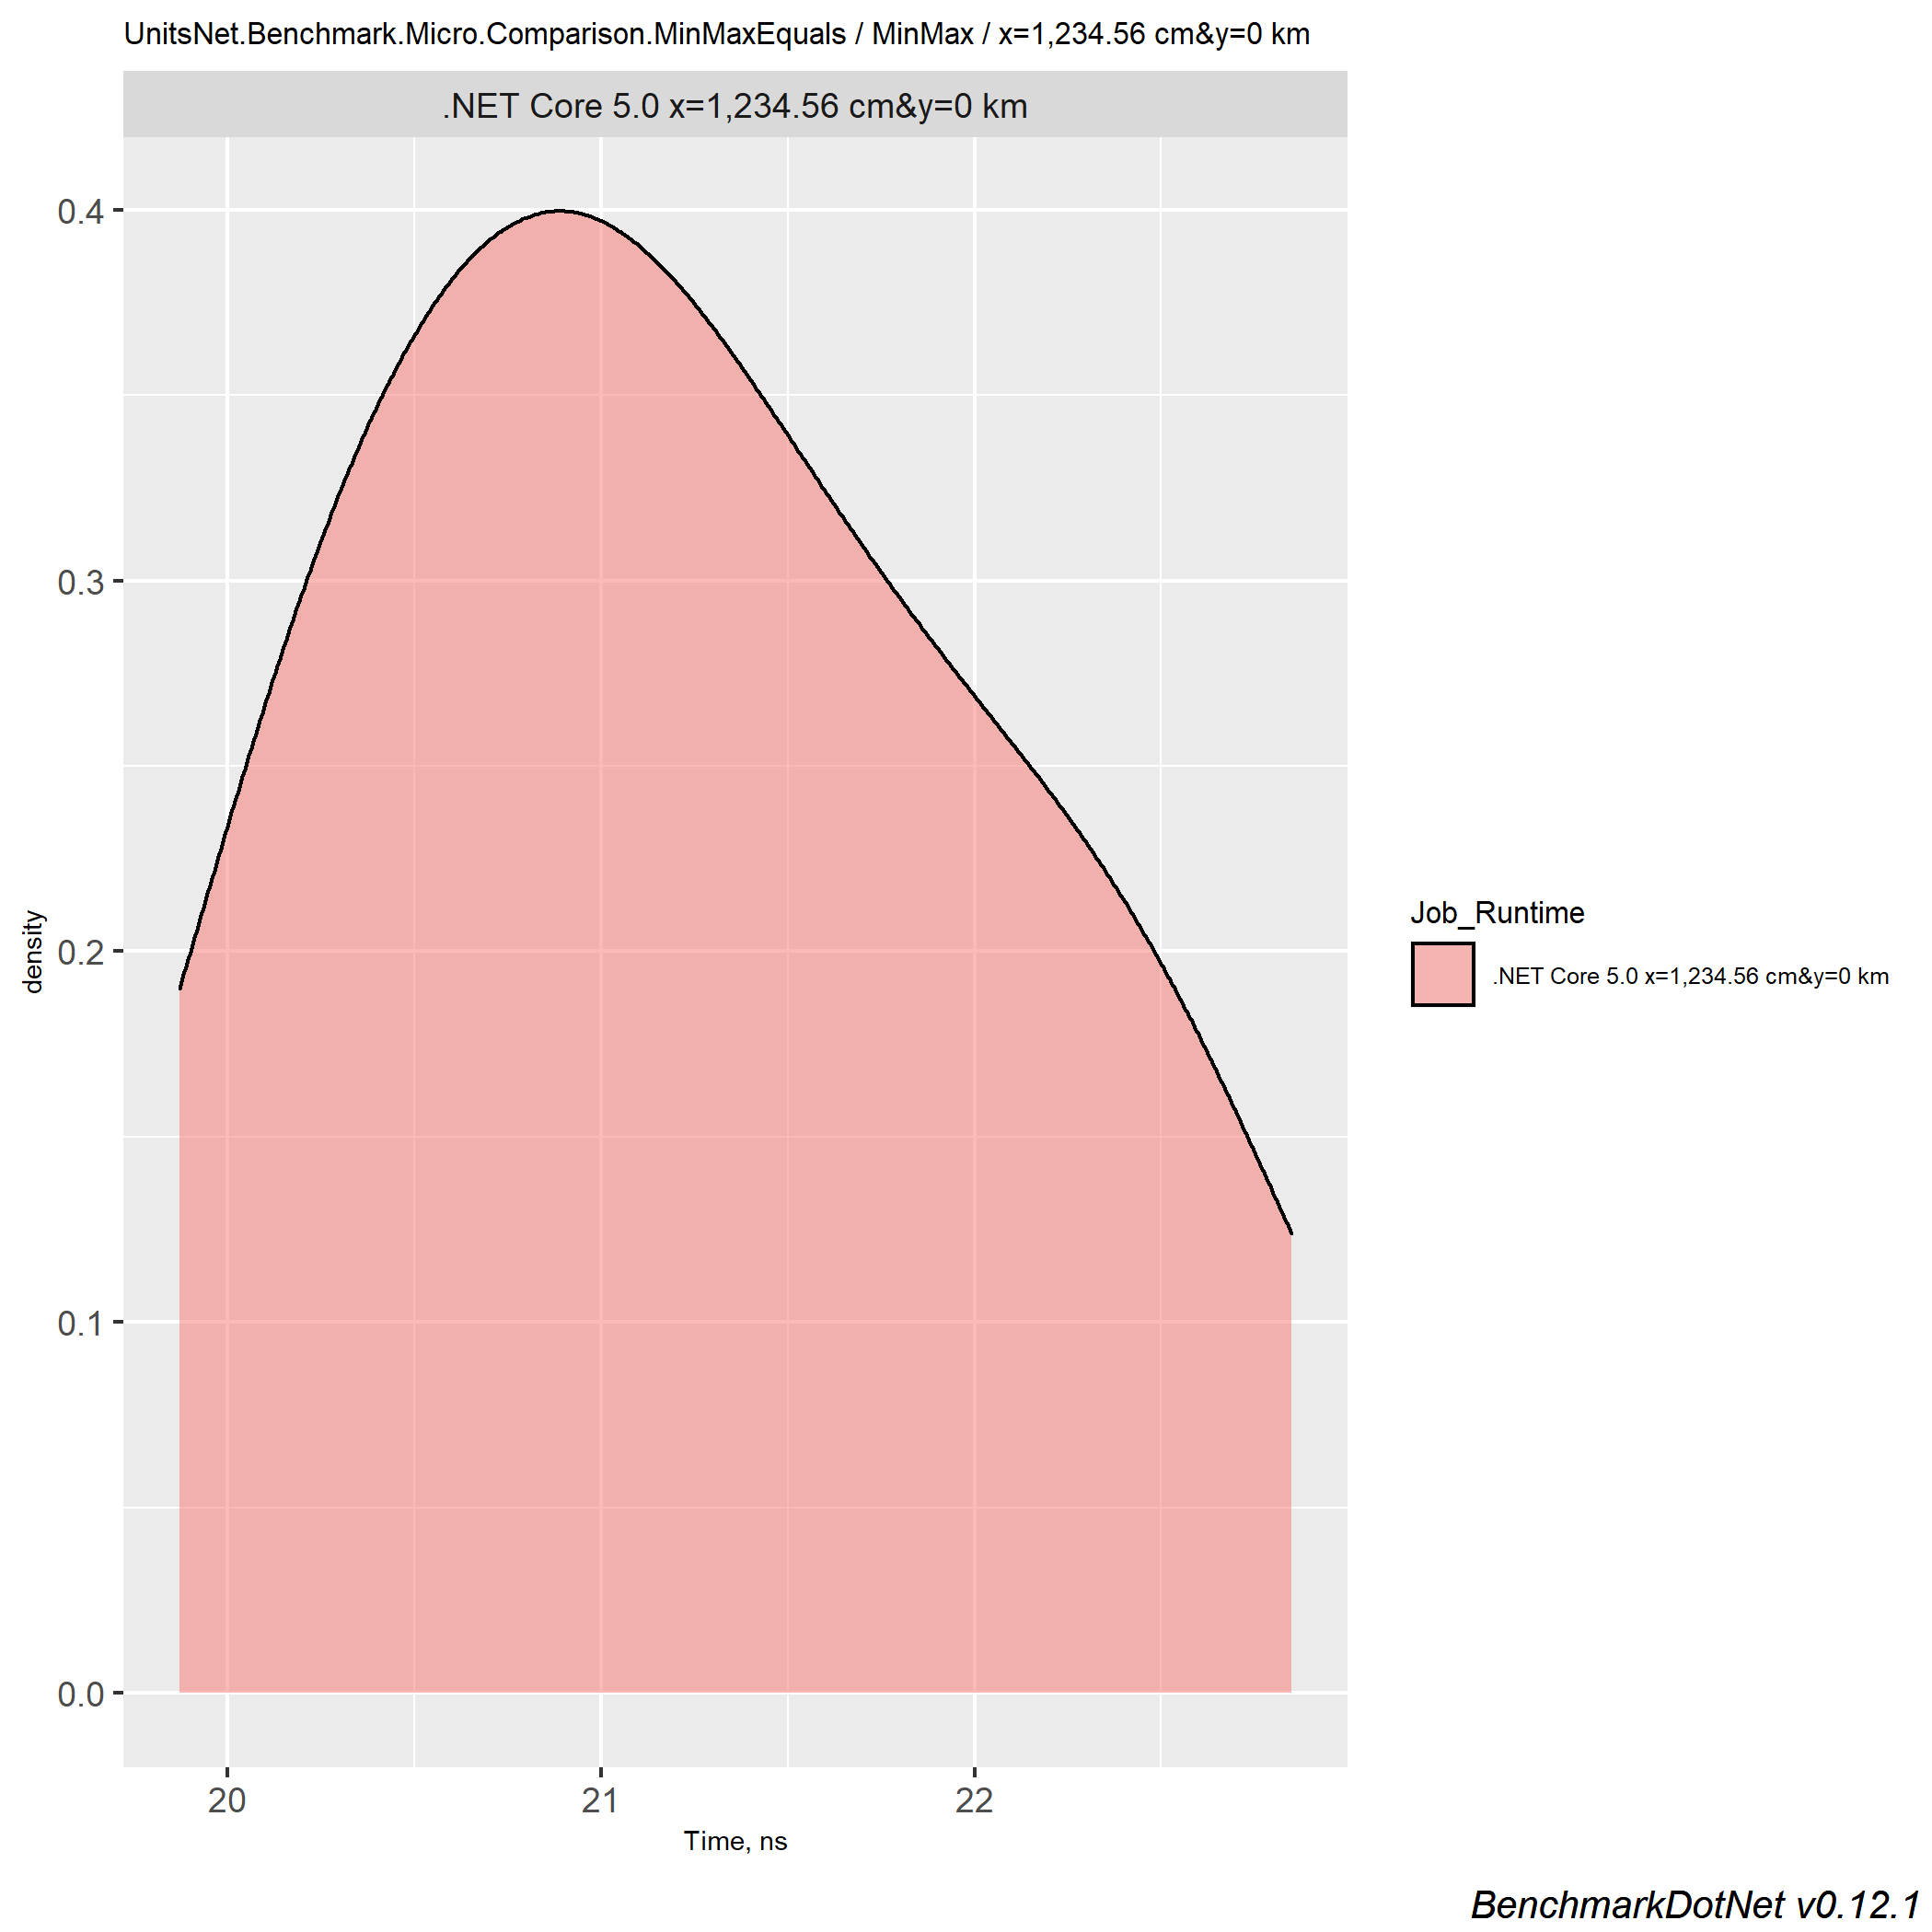 UnitsNet.Benchmark.Micro.Comparison.MinMaxEquals / MinMax / x=1,234.56 cm&y=0 km
.NET Core 5.0 x=1,234.56 cm&y=0 km
0.4
0.3
0.2
0.1
0.0
density
20 21 22
Time, ns
Job_Runtime
.NET Core 5.0 x=1,234.56 cm&y=0 km
BenchmarkDotNet v0.12.1